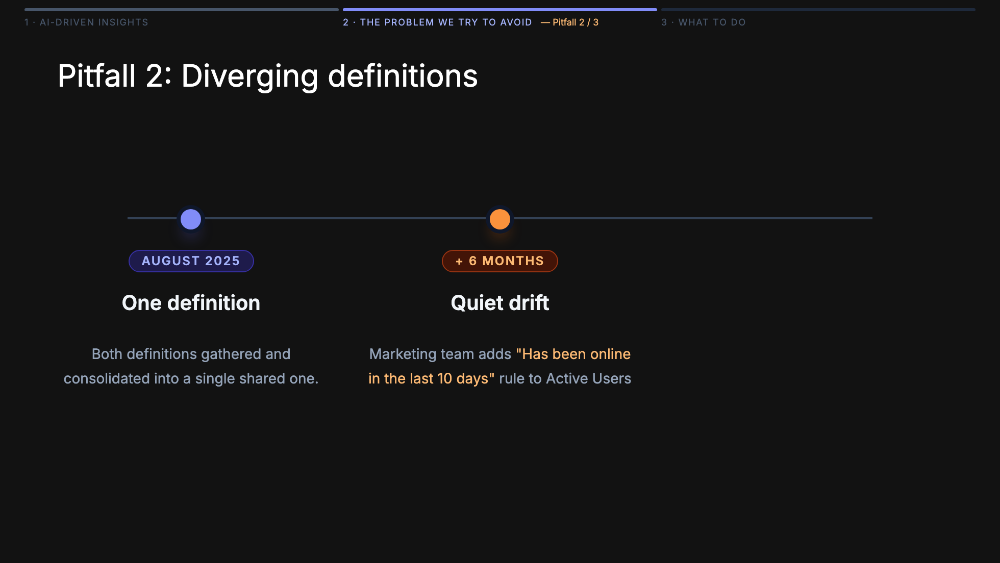 1 · AI-DRIVEN INSIGHTS
2 · THE PROBLEM WE TRY TO AVOID — Pitfall 2 / 3
3 · WHAT TO DO
Pitfall 2: Diverging definitions
AUGUST 2025
One definition
Both definitions gathered and
consolidated into a single shared one.
+ 6 MONTHS
Quiet drift
Marketing team adds "Has been online
in the last 10 days" rule to Active Users